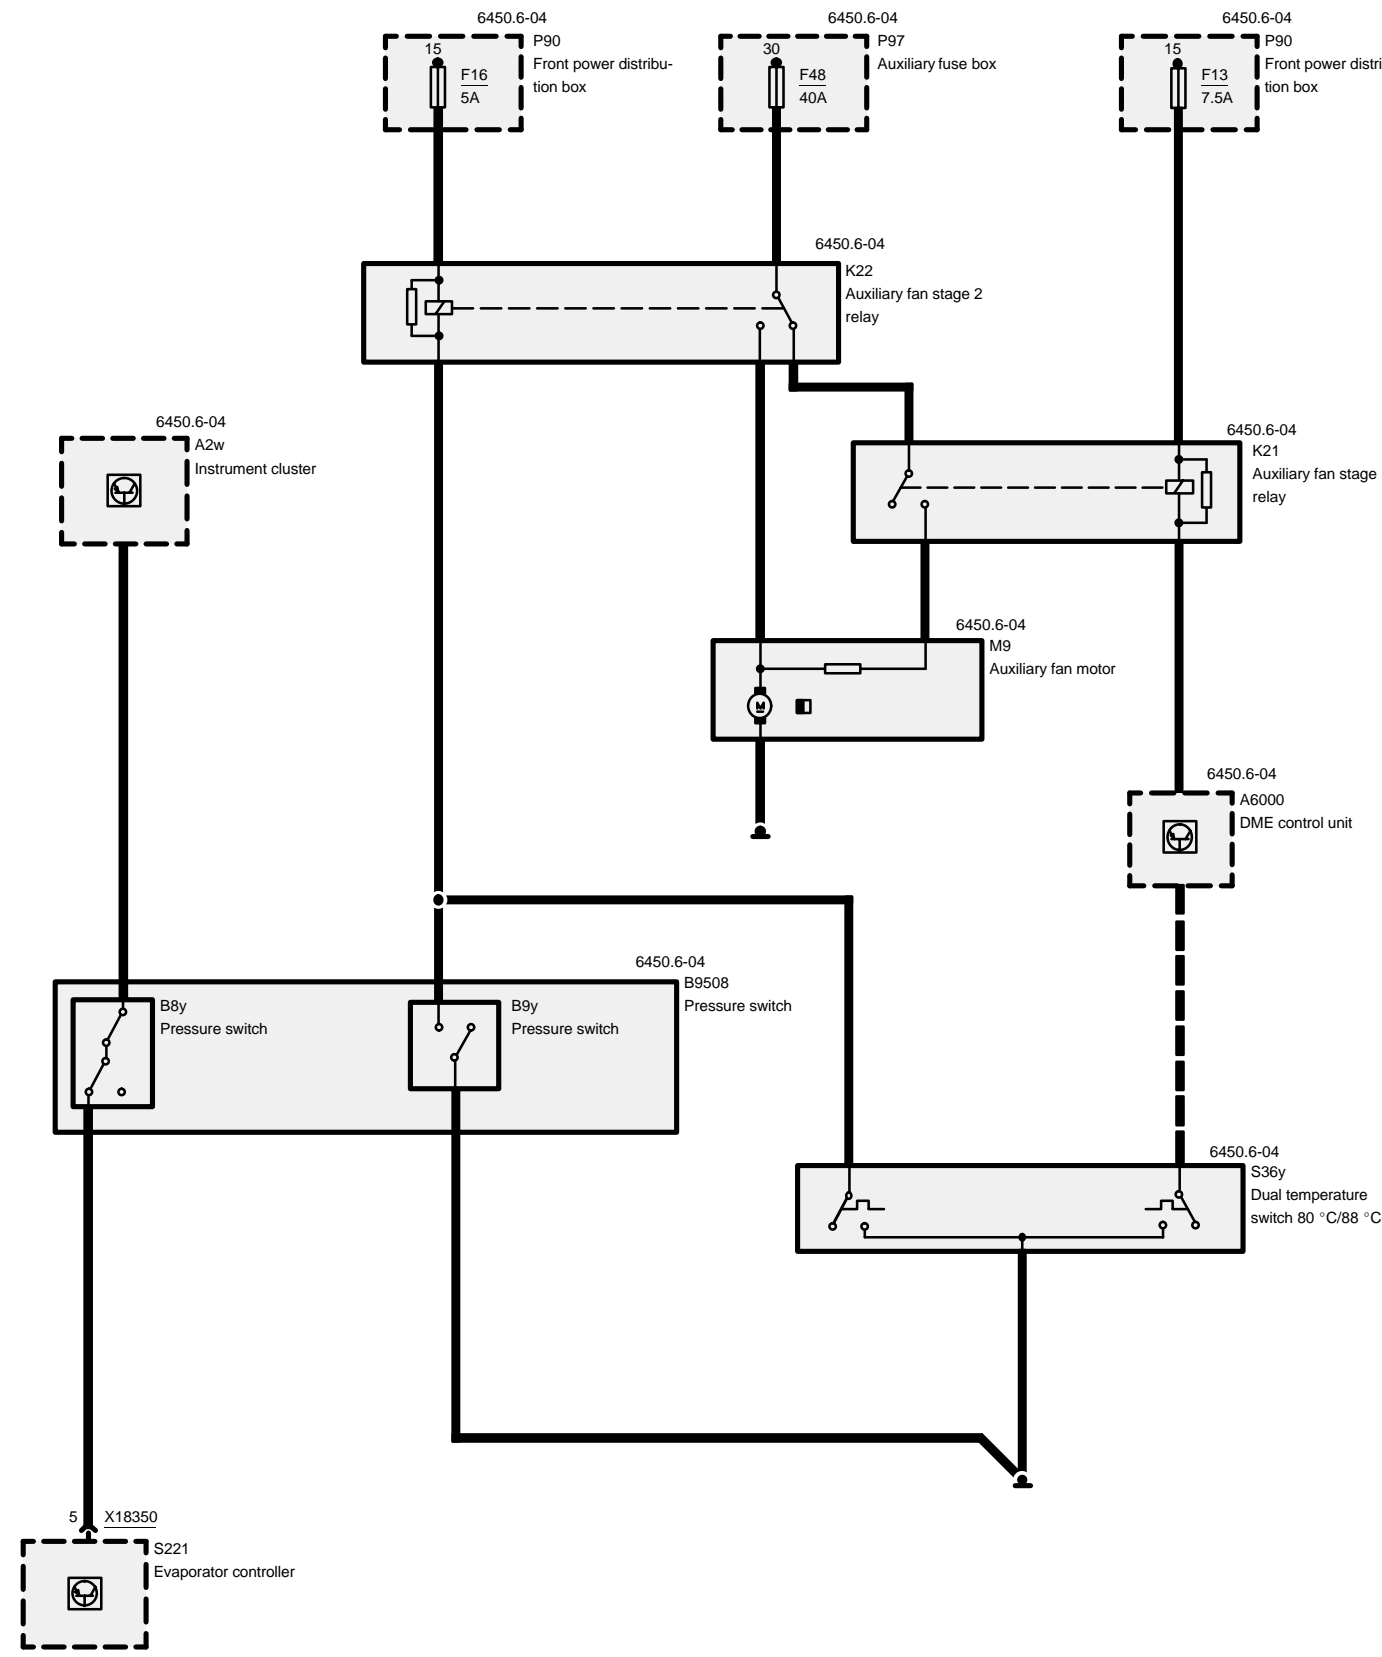 6450.6-04
P90
Front power distribu-
tion box
15
F16
5A
6450.6-04
P97
Auxiliary fuse box
30
F48
40A
6450.6-04
P90
Front power distri
tion box
15
F13
7.5A
6450.6-04
K22
Auxiliary fan stage 2
relay
6450.6-04
A2w
Instrument cluster
6450.6-04
K21
Auxiliary fan stage
relay
6450.6-04
M9
Auxiliary fan motor
M
6450.6-04
A6000
DME control unit
6450.6-04
B9508
Pressure switch
B8y
Pressure switch
B9y
Pressure switch
6450.6-04
S36y
Dual temperature
switch 80 °C/88 °C
5 X18350
S221
Evaporator controller